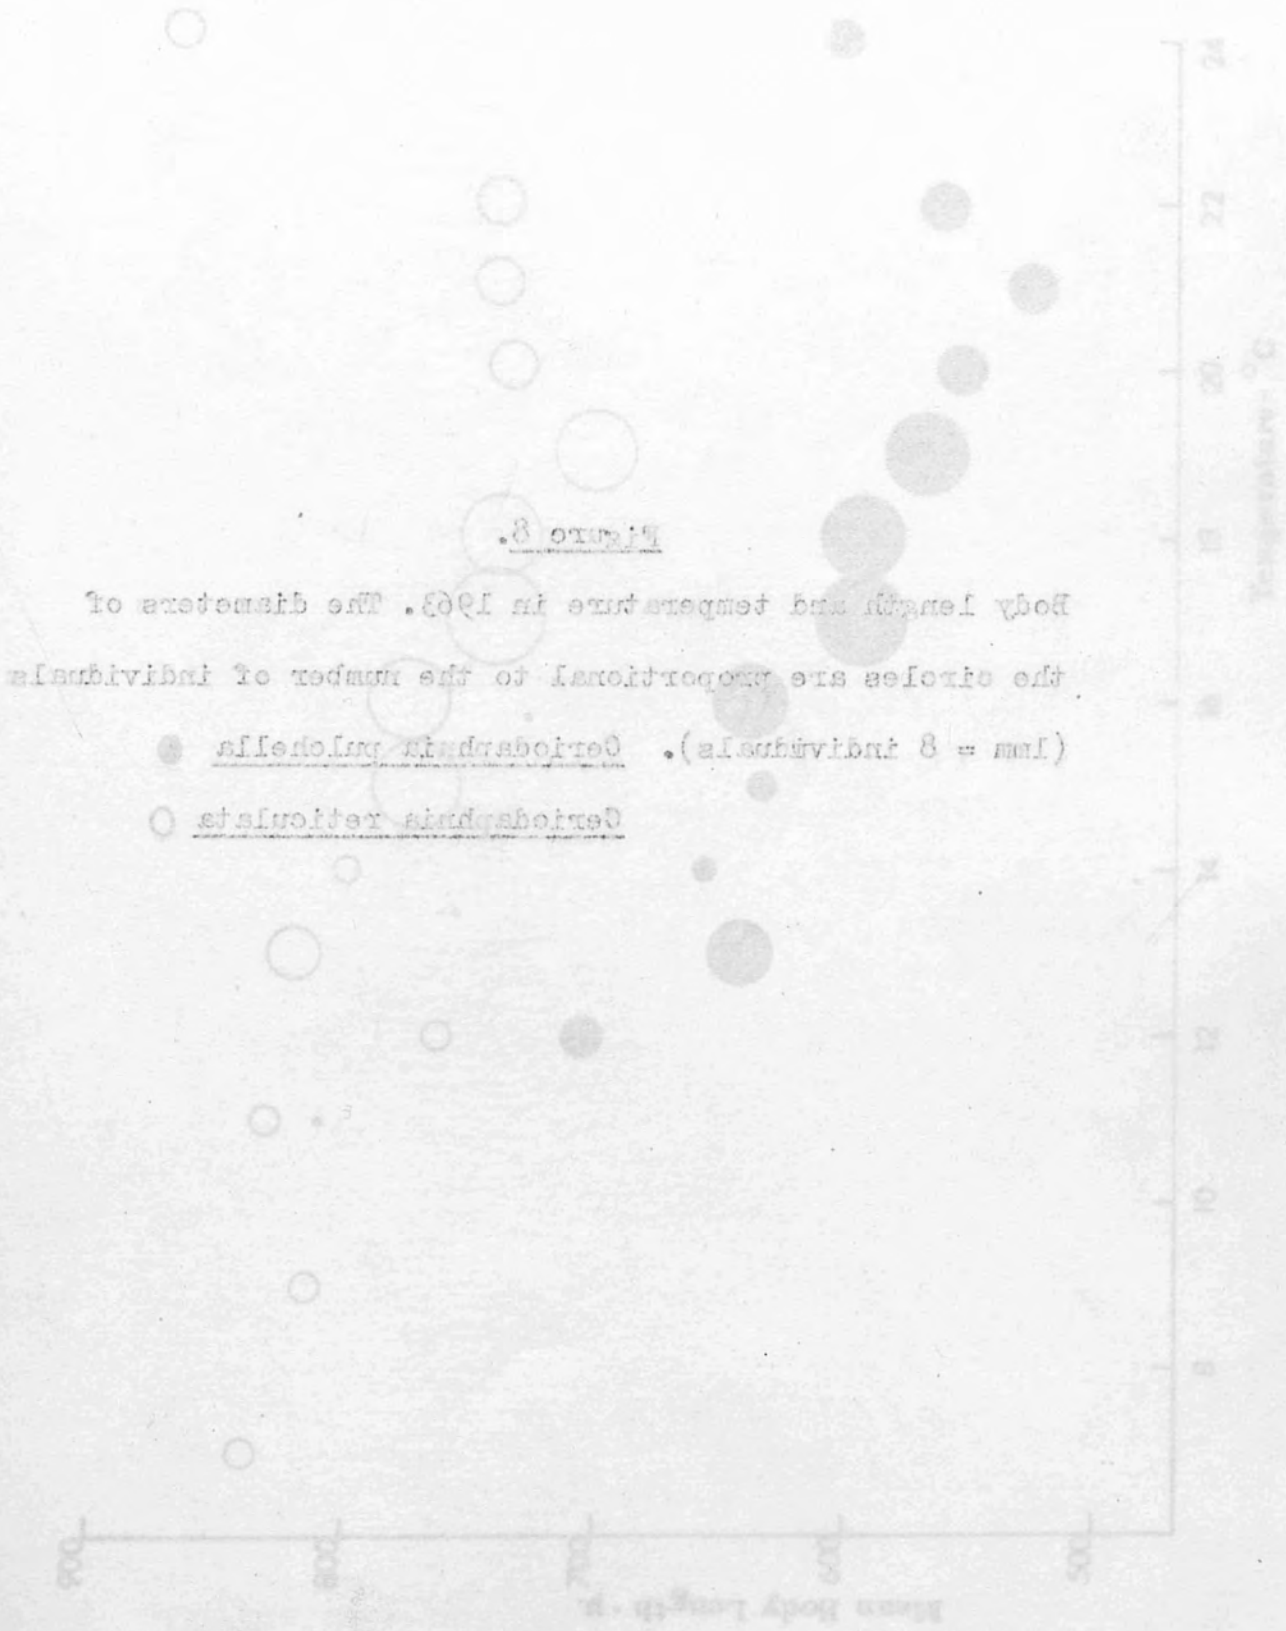 Figure 8.
Body length and temperature in 1963. The diameters of
the circles are proportional to the number of individuals
(1mm = 8 individuals). Ceriodaphnia pulchella
Ceriodaphnia reticulata
24
22
20
18
16
14
12
10
8
Temperature °C
900
800
700
600
500
Mean Body Length · μ